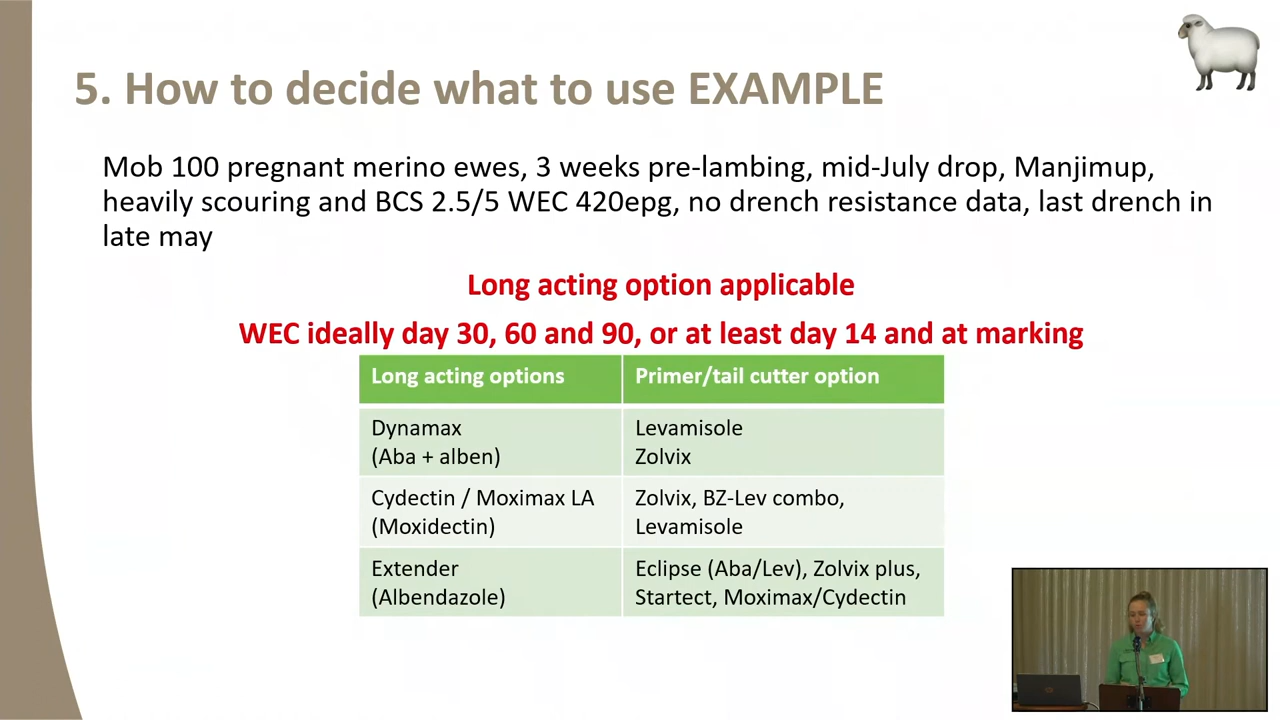 5. How to decide what to use EXAMPLE
Mob 100 pregnant merino ewes, 3 weeks pre-lambing, mid-July drop, Manjimup,
heavily scouring and BCS 2.5/5 WEC 420epg, no drench resistance data, last drench in
late may
Long acting option applicable
WEC ideally day 30, 60 and 90, or at least day 14 and at marking
Long acting options
Primer/tail cutter option
Dynamax
(Aba + alben)
Levamisole
Zolvix
Cydectin / Moximax LA
(Moxidectin)
Zolvix, BZ-Lev combo,
Levamisole
Extender
(Albendazole)
Eclipse (Aba/Lev), Zolvix plus,
Startect, Moximax/Cydectin